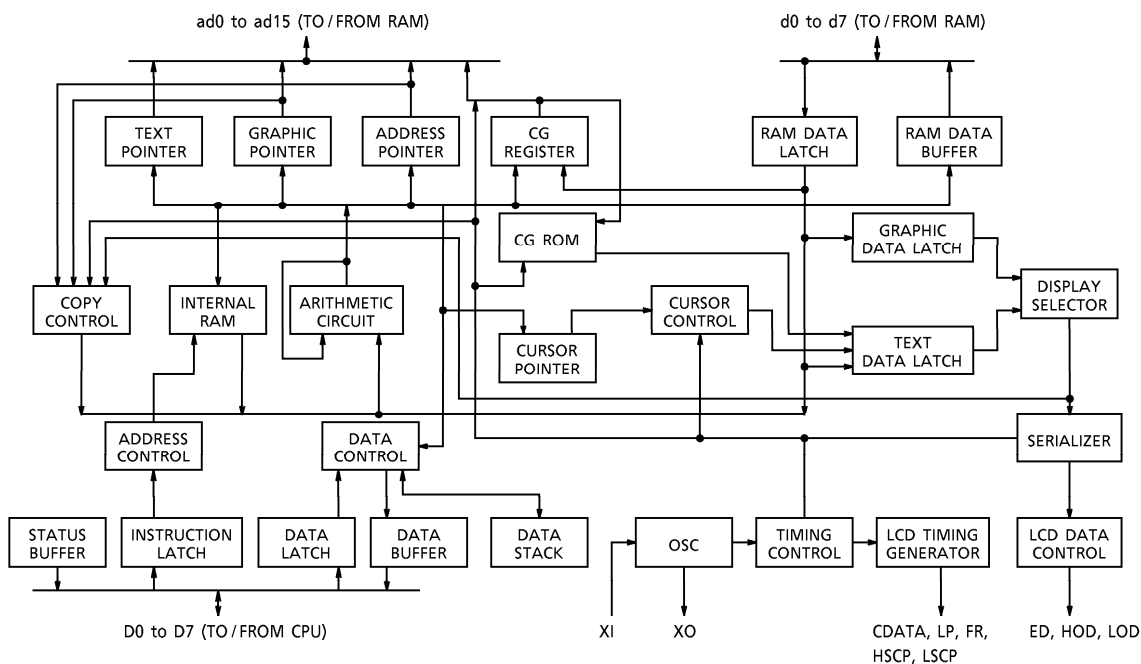 ad0 to ad15 (TO/FROM RAM)
d0 to d7 (TO/FROM RAM)
TEXT
POINTER
GRAPHIC
POINTER
ADDRESS
POINTER
CG
REGISTER
RAM DATA
LATCH
RAM DATA
BUFFER
CG ROM
GRAPHIC
DATA LATCH
COPY
CONTROL
INTERNAL
RAM
ARITHMETIC
CIRCUIT
CURSOR
POINTER
CURSOR
CONTROL
TEXT
DATA LATCH
DISPLAY
SELECTOR
ADDRESS
CONTROL
DATA
CONTROL
SERIALIZER
STATUS
BUFFER
INSTRUCTION
LATCH
DATA
LATCH
DATA
BUFFER
DATA
STACK
OSC
TIMING
CONTROL
LCD TIMING
GENERATOR
LCD DATA
CONTROL
D0 to D7 (TO/FROM CPU)
XI
XO
CDATA, LP, FR,
HSCP, LSCP
ED, HOD, LOD